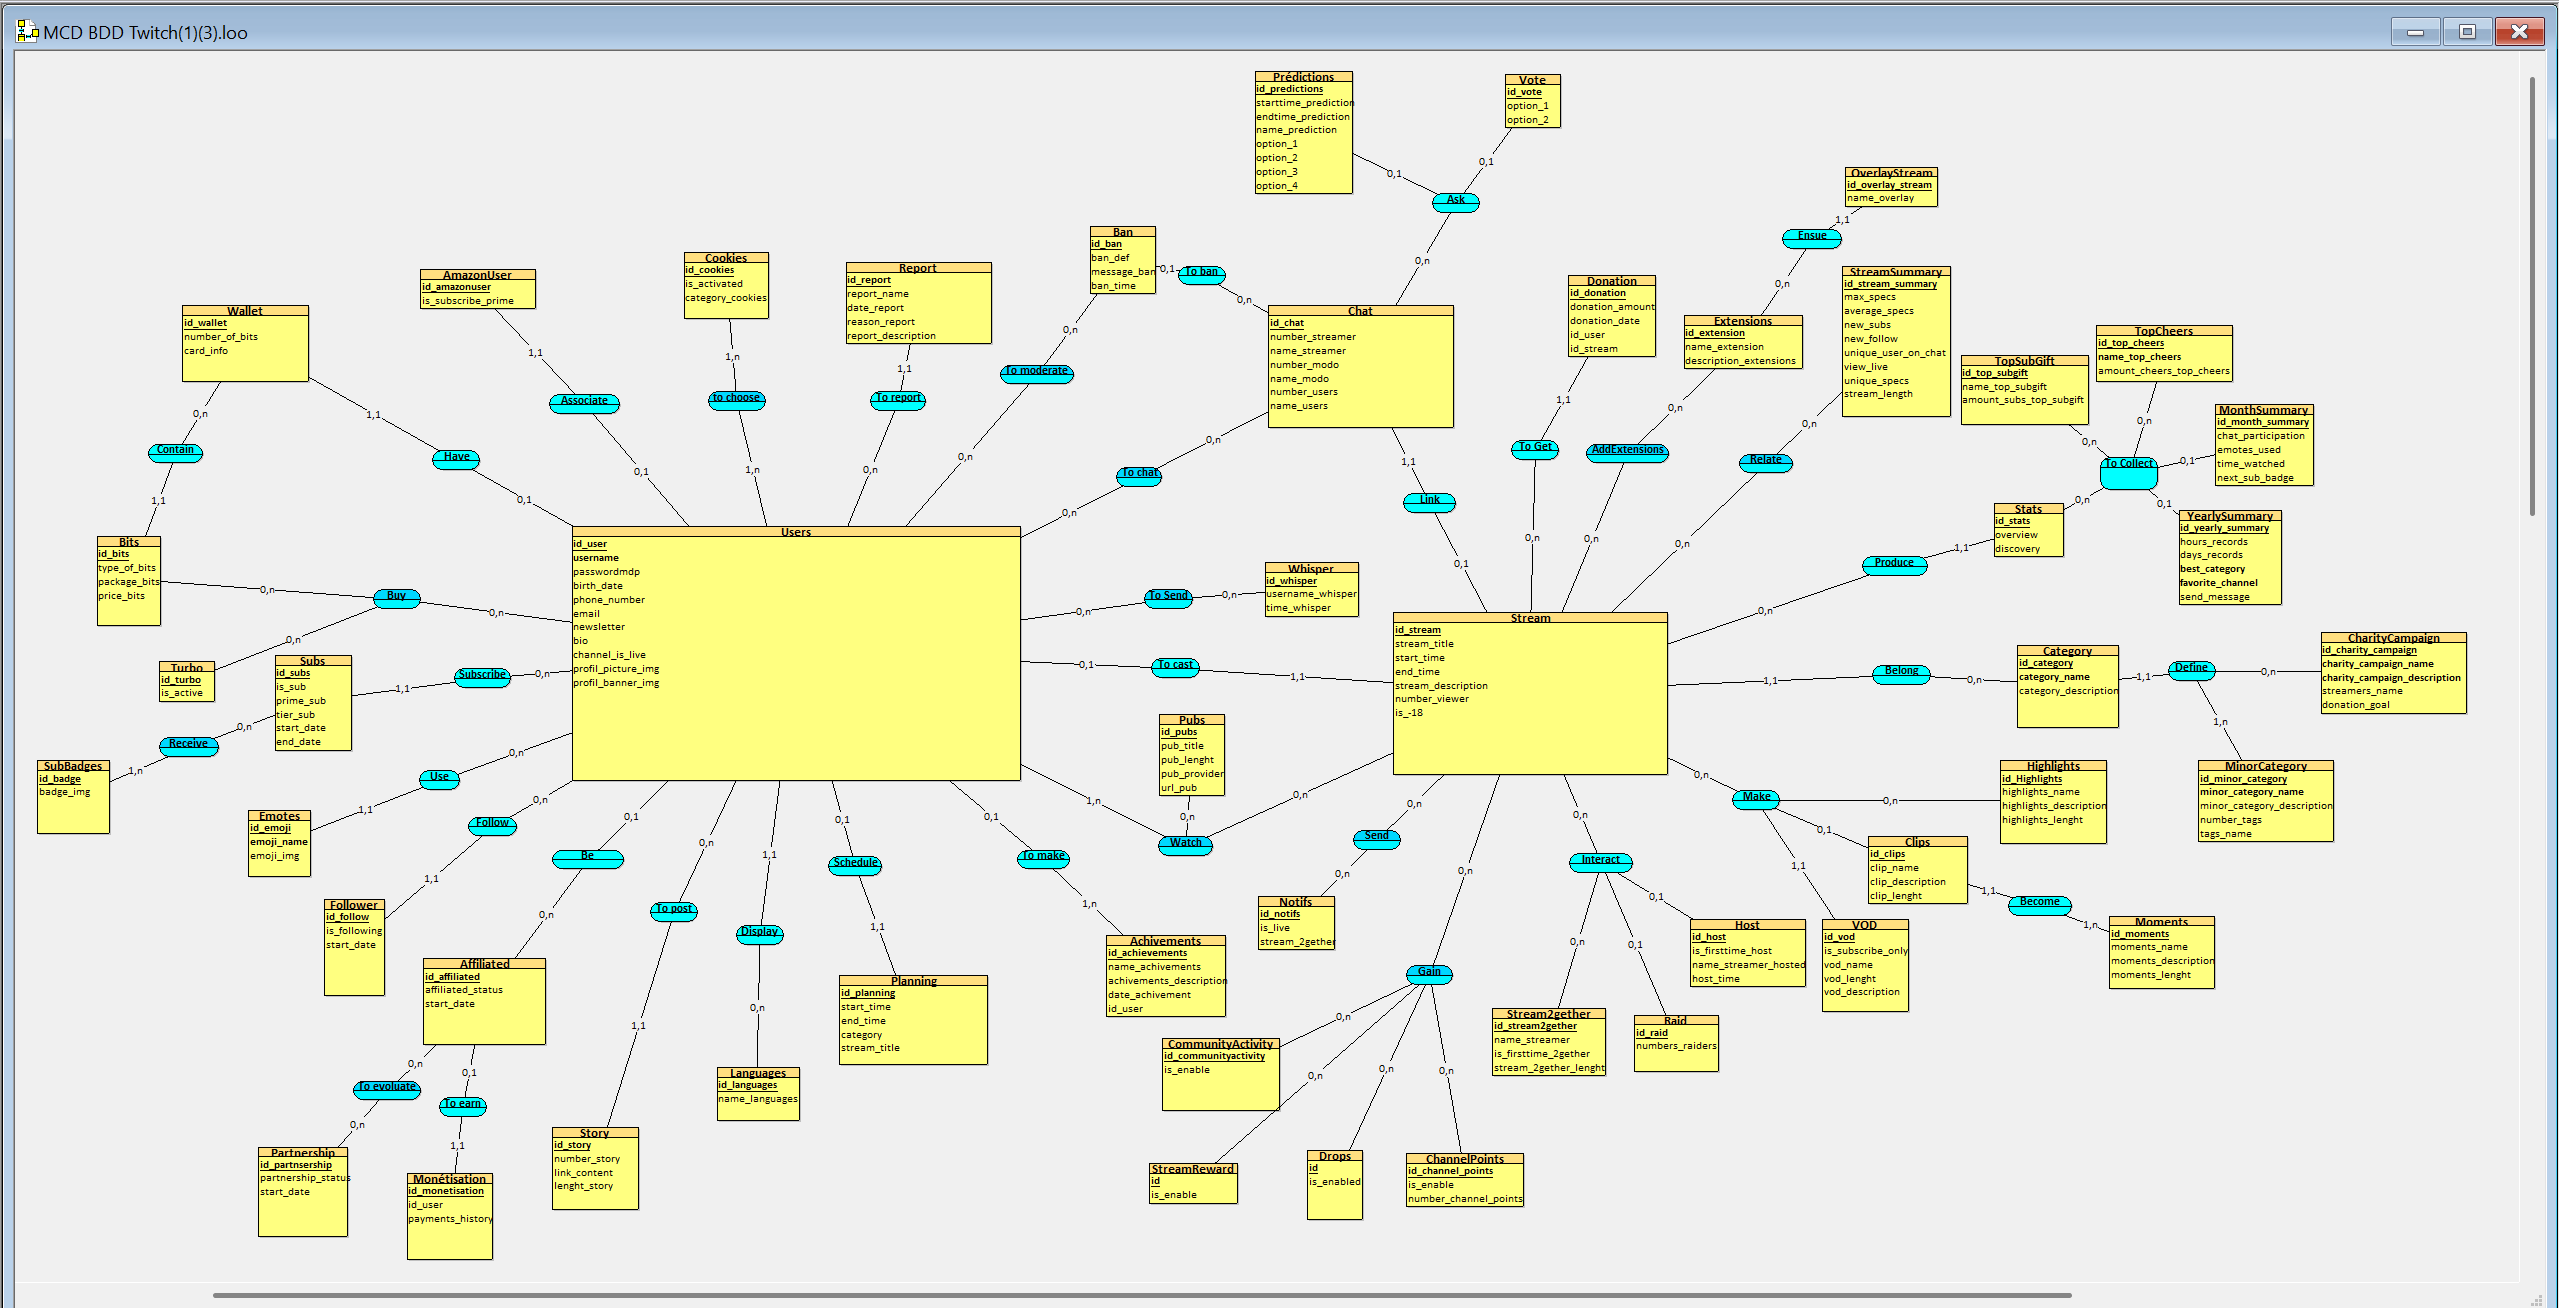 MCD BDD Twitch(1)(3).loo
Prédictions
id_predictions
starttime_prediction
endtime_prediction
name_prediction
option_1
option_2
option_3
option_4
0,1
Vote
id_vote
option_1
option_2
0,1
Ask
0,n
OverlayStream
id_overlay_stream
name_overlay
1,1
Ensue
0,n
Ban
id_ban
ban_def
message_ban
ban_time
0,1
To ban
0,n
0,n
To moderate
0,n
AmazonUser
id_amazonuser
is_subscribe_prime
1,1
Associate
0,1
Cookies
id_cookies
is_activated
category_cookies
1,n
to choose
1,n
Report
id_report
report_name
date_report
reason_report
report_description
1,1
To report
0,n
Wallet
id_wallet
number_of_bits
card_info
0,n
Contain
1,1
1,1
Have
0,1
Chat
id_chat
number_streamer
name_streamer
number_modo
name_modo
number_users
name_users
0,n
To chat
0,n
1,1
Link
0,1
Donation
id_donation
donation_amount
donation_date
id_user
id_stream
1,1
To Get
0,n
Extensions
id_extension
name_extension
description_extensions
0,n
AddExtensions
0,n
StreamSummary
id_stream_summary
max_specs
average_specs
new_subs
new_follow
unique_user_on_chat
view_live
unique_specs
stream_length
0,n
Relate
0,n
TopSubGift
id_top_subgift
name_top_subgift
amount_subs_top_subgift
0,n
TopCheers
id_top_cheers
name_top_cheers
amount_cheers_top_cheers
0,n
MonthSummary
id_month_summary
chat_participation
emotes_used
time_watched
next_sub_badge
0,1
To Collect
0,n
0,1
Stats
id_stats
overview
discovery
1,1
Produce
0,n
YearlySummary
id_yearly_summary
hours_records
days_records
best_category
favorite_channel
send_message
Bits
id_bits
type_of_bits
package_bits
price_bits
0,n
Buy
0,n
0,n
Turbo
id_turbo
is_active
Users
id_user
username
passwordmdp
birth_date
phone_number
email
newsletter
bio
channel_is_live
profil_picture_img
profil_banner_img
Whisper
id_whisper
username_whisper
time_whisper
0,n
To Send
0,n
0,1
To cast
1,1
Stream
id_stream
stream_title
start_time
end_time
stream_description
number_viewer
is_-18
1,1
Belong
0,n
Category
id_category
category_name
category_description
1,1
Define
0,n
1,n
CharityCampaign
id_charity_campaign
charity_campaign_name
charity_campaign_description
streamers_name
donation_goal
Subs
id_subs
is_sub
prime_sub
tier_sub
start_date
end_date
1,1
Subscribe
0,n
0,n
Receive
1,n
SubBadges
id_badge
badge_img
Pubs
id_pubs
pub_title
pub_lenght
pub_provider
url_pub
0,n
Watch
1,n
0,n
MinorCategory
id_minor_category
minor_category_name
minor_category_description
number_tags
tags_name
Highlights
id_Highlights
highlights_name
highlights_description
highlights_lenght
0,n
Make
0,n
0,1
1,1
Clips
id_clips
clip_name
clip_description
clip_lenght
1,1
Become
1,n
Moments
id_moments
moments_name
moments_description
moments_lenght
VOD
id_vod
is_subscribe_only
vod_name
vod_lenght
vod_description
Emotes
id_emoji
emoji_name
emoji_img
1,1
Use
0,n
0,n
Follow
1,1
Follower
id_follow
is_following
start_date
0,1
Be
0,n
Affiliated
id_affiliated
affiliated_status
start_date
0,n
To evaluate
0,n
Partnership
id_partnsership
partnership_status
start_date
0,1
To earn
1,1
Monétisation
id_monetisation
id_user
payments_history
0,n
To post
1,1
Story
id_story
number_story
link_content
lenght_story
1,1
Display
0,n
Languages
id_languages
name_languages
0,1
Schedule
1,1
Planning
id_planning
start_time
end_time
category
stream_title
0,1
To make
1,n
Achivements
id_achievements
name_achivements
achivements_description
date_achivement
id_user
0,n
Send
0,n
Notifs
id_notifs
is_live
stream_2gether
0,n
Gain
0,n
0,n
0,n
0,n
CommunityActivity
id_communityactivity
is_enable
StreamReward
id
is_enable
Drops
id
is_enabled
ChannelPoints
id_channel_points
is_enable
number_channel_points
0,n
Interact
0,1
0,n
0,1
Host
id_host
is_firsttime_host
name_streamer_hosted
host_time
Stream2gether
id_stream2gether
name_streamer
is_firsttime_2gether
stream_2gether_lenght
Raid
id_raid
numbers_raiders